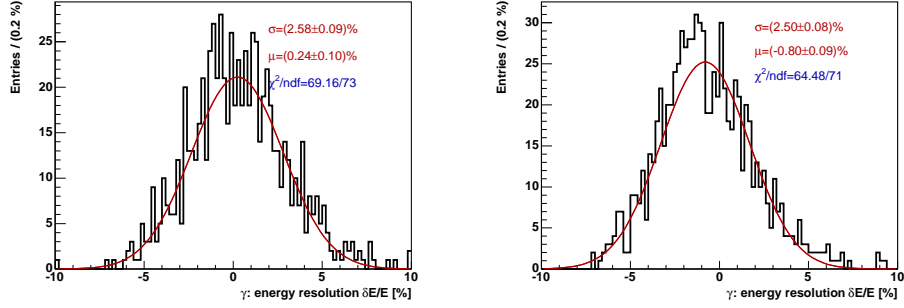 Entries / (0.2 %)
25
20
15
10
5
0
-10
-5
0
5
10
σ=(2.58±0.09)%
μ=(0.24±0.10)%
χ²/ndf=69.16/73
γ: energy resolution δE/E [%]
Entries / (0.2 %)
30
25
20
15
10
5
0
-10
-5
0
5
10
σ=(2.50±0.08)%
μ=(-0.80±0.09)%
χ²/ndf=64.48/71
γ: energy resolution δE/E [%]